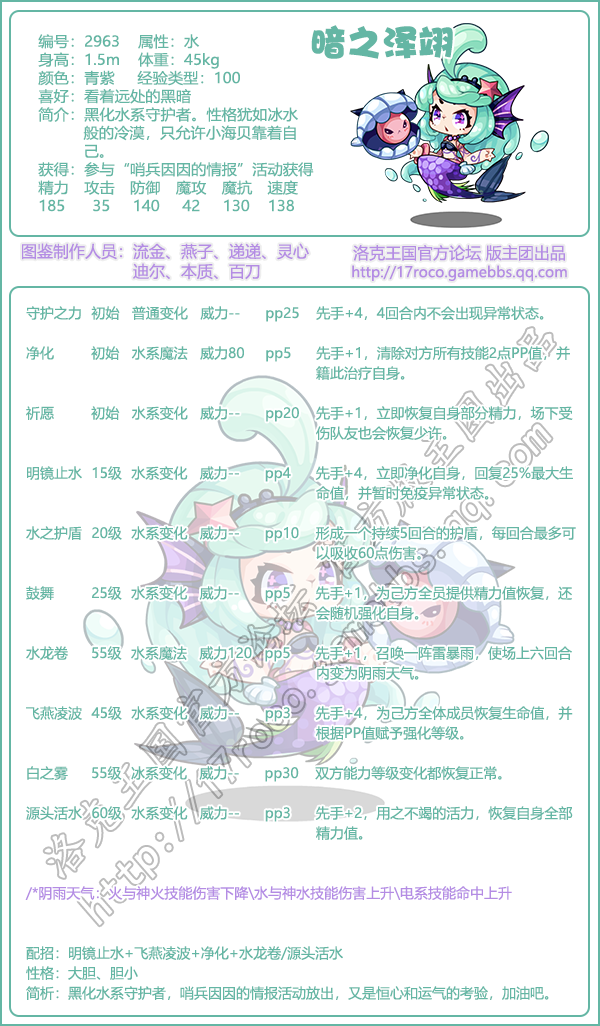 暗之泽翊
编号：2963 属性：水
身高：1.5m 体重：45kg
颜色：青紫 经验类型：100
喜好：看着远处的黑暗
简介：黑化水系守护者。性格犹如冰水
般的冷漠，只允许小海贝靠着自
己。
获得：参与“哨兵因因的情报”活动获得
精力 攻击 防御 魔攻 魔抗 速度
185 35 140 42 130 138
图鉴制作人员：流金、燕子、递递、灵心
迪尔、本质、百刀
洛克王国官方论坛 版主团出品
http://17roco.gamebbs.qq.com
守护之力 初始 普通变化 威力-- pp25 先手+4，4回合内不会出现异常状态。
净化 初始 水系魔法 威力80 pp5 先手+1，清除对方所有技能2点PP值，并
籍此治疗自身。
祈愿 初始 水系变化 威力-- pp20 先手+1，立即恢复自身部分精力，场下受
伤队友也会恢复少许。
明镜止水 15级 水系变化 威力-- pp4 先手+4，立即净化自身，回复25%最大生
命值，并暂时免疫异常状态。
水之护盾 20级 水系变化 威力-- pp10 形成一个持续5回合的护盾，每回合最多可
以吸收60点伤害。
鼓舞 25级 水系变化 威力-- pp5 先手+1，为己方全员提供精力值恢复，还
会随机强化自身。
水龙卷 55级 水系魔法 威力120 pp5 先手+1，召唤一阵雷暴雨，使场上六回合
内变为阴雨天气。
飞燕凌波 45级 水系变化 威力-- pp3 先手+4，为己方全体成员恢复生命值，并
根据PP值赋予强化等级。
白之雾 55级 冰系变化 威力-- pp30 双方能力等级变化都恢复正常。
源头活水 60级 水系变化 威力-- pp3 先手+2，用之不竭的活力，恢复自身全部
精力值。
/*阴雨天气：火与神火技能伤害下降\水与神水技能伤害上升\电系技能命中上升
配招：明镜止水+飞燕凌波+净化+水龙卷/源头活水
性格：大胆、胆小
简析：黑化水系守护者，哨兵因因的情报活动放出，又是恒心和运气的考验，加油吧。
洛克王国官方论坛 版主团出品
http://17roco.gamebbs.qq.com